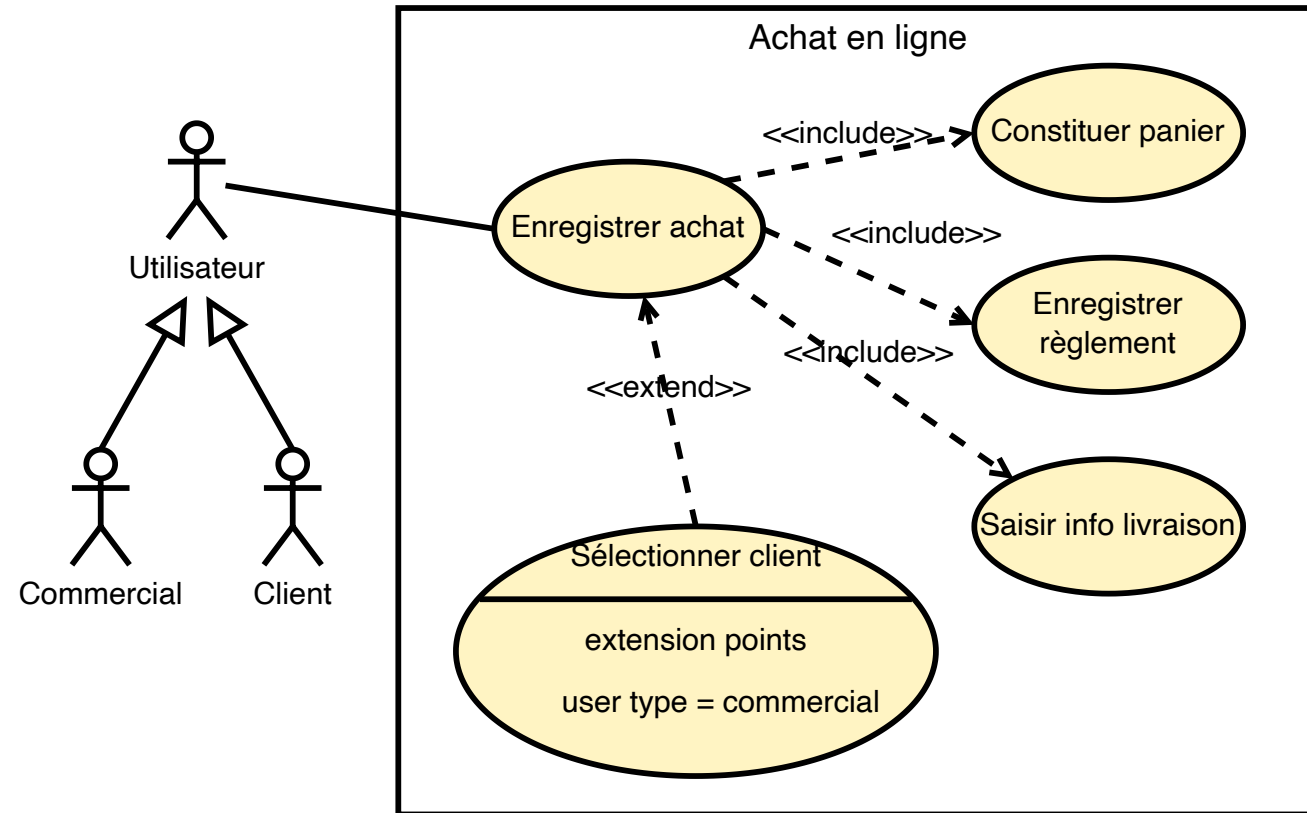 Achat en ligne
<<include>>
Constituer panier
Utilisateur
Enregistrer achat
<<include>>
Enregistrer
règlement
<<include>>
<<extend>>
Saisir info livraison
Sélectionner client
extension points
user type = commercial
Commercial
Client